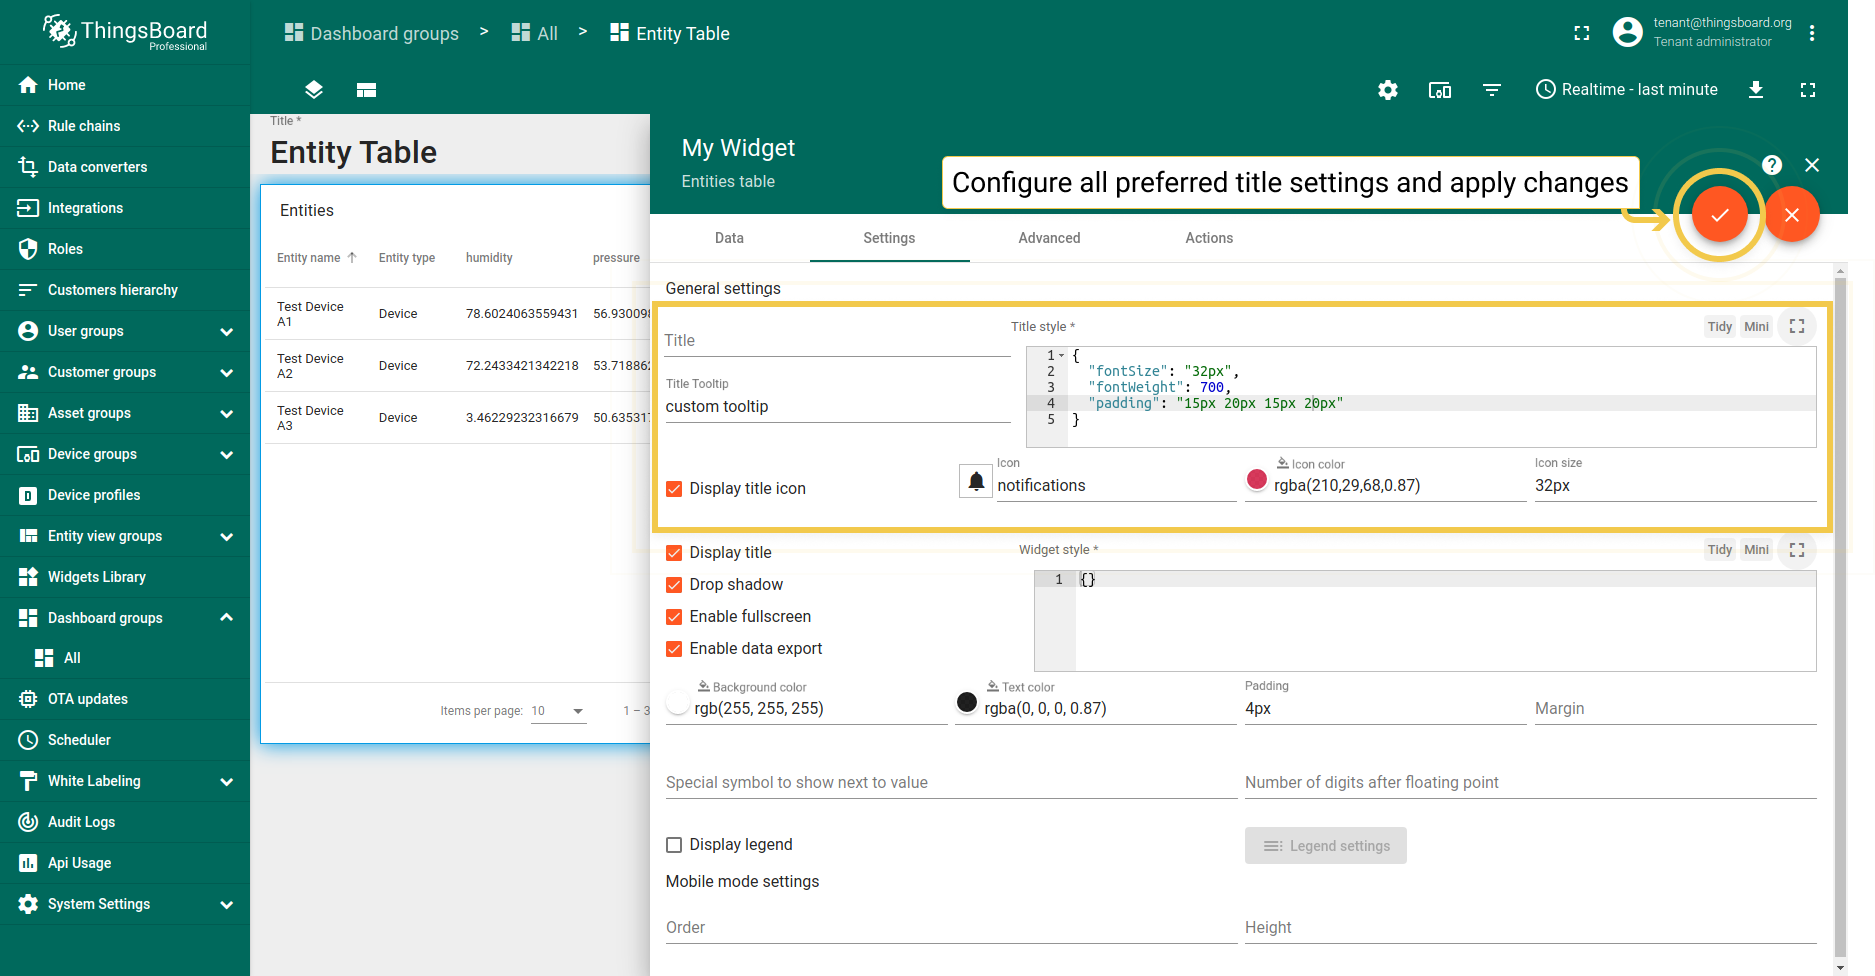 ThingsBoard
Professional
Home
Rule chains
Data converters
Integrations
Roles
Customers hierarchy
User groups
Customer groups
Asset groups
Device groups
Device profiles
Entity view groups
Widgets Library
Dashboard groups
All
OTA updates
Scheduler
White Labeling
Audit Logs
Api Usage
System Settings
Dashboard groups > All > Entity Table
tenant@thingsboard.org
Tenant administrator
Realtime - last minute
Title *
Entity Table
Entities
Entity name Entity type humidity pressure
Test Device A1 Device 78.6024063559431 56.930098
Test Device A2 Device 72.2433421342218 53.71886
Test Device A3 Device 3.46229232316679 50.63531
Items per page: 10 1 – 3
My Widget
Entities table
Configure all preferred title settings and apply changes
Data Settings Advanced Actions
General settings
Title
Title style *
Tidy Mini
Title Tooltip
custom tooltip
1 {
2 "fontSize": "32px",
3 "fontWeight": 700,
4 "padding": "15px 20px 15px 20px"
5 }
Display title icon
Icon
notifications
Icon color
rgba(210,29,68,0.87)
Icon size
32px
Display title
Drop shadow
Enable fullscreen
Enable data export
Widget style *
Tidy Mini
1 {}
Background color
rgb(255, 255, 255)
Text color
rgba(0, 0, 0, 0.87)
Padding
4px
Margin
Special symbol to show next to value
Number of digits after floating point
Display legend
Legend settings
Mobile mode settings
Order
Height